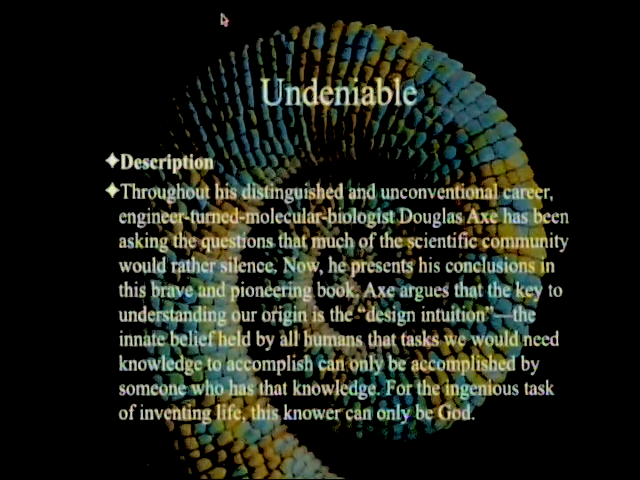 Undeniable
Description
Throughout his distinguished and unconventional career,
engineer-turned-molecular-biologist Douglas Axe has been
asking the questions that much of the scientific community
would rather silence. Now, he presents his conclusions in
this brave and pioneering book. Axe argues that the key to
understanding our origin is the “design intuition”—the
innate belief held by all humans that tasks we would need
knowledge to accomplish can only be accomplished by
someone who has that knowledge. For the ingenious task
of inventing life, this knower can only be God.